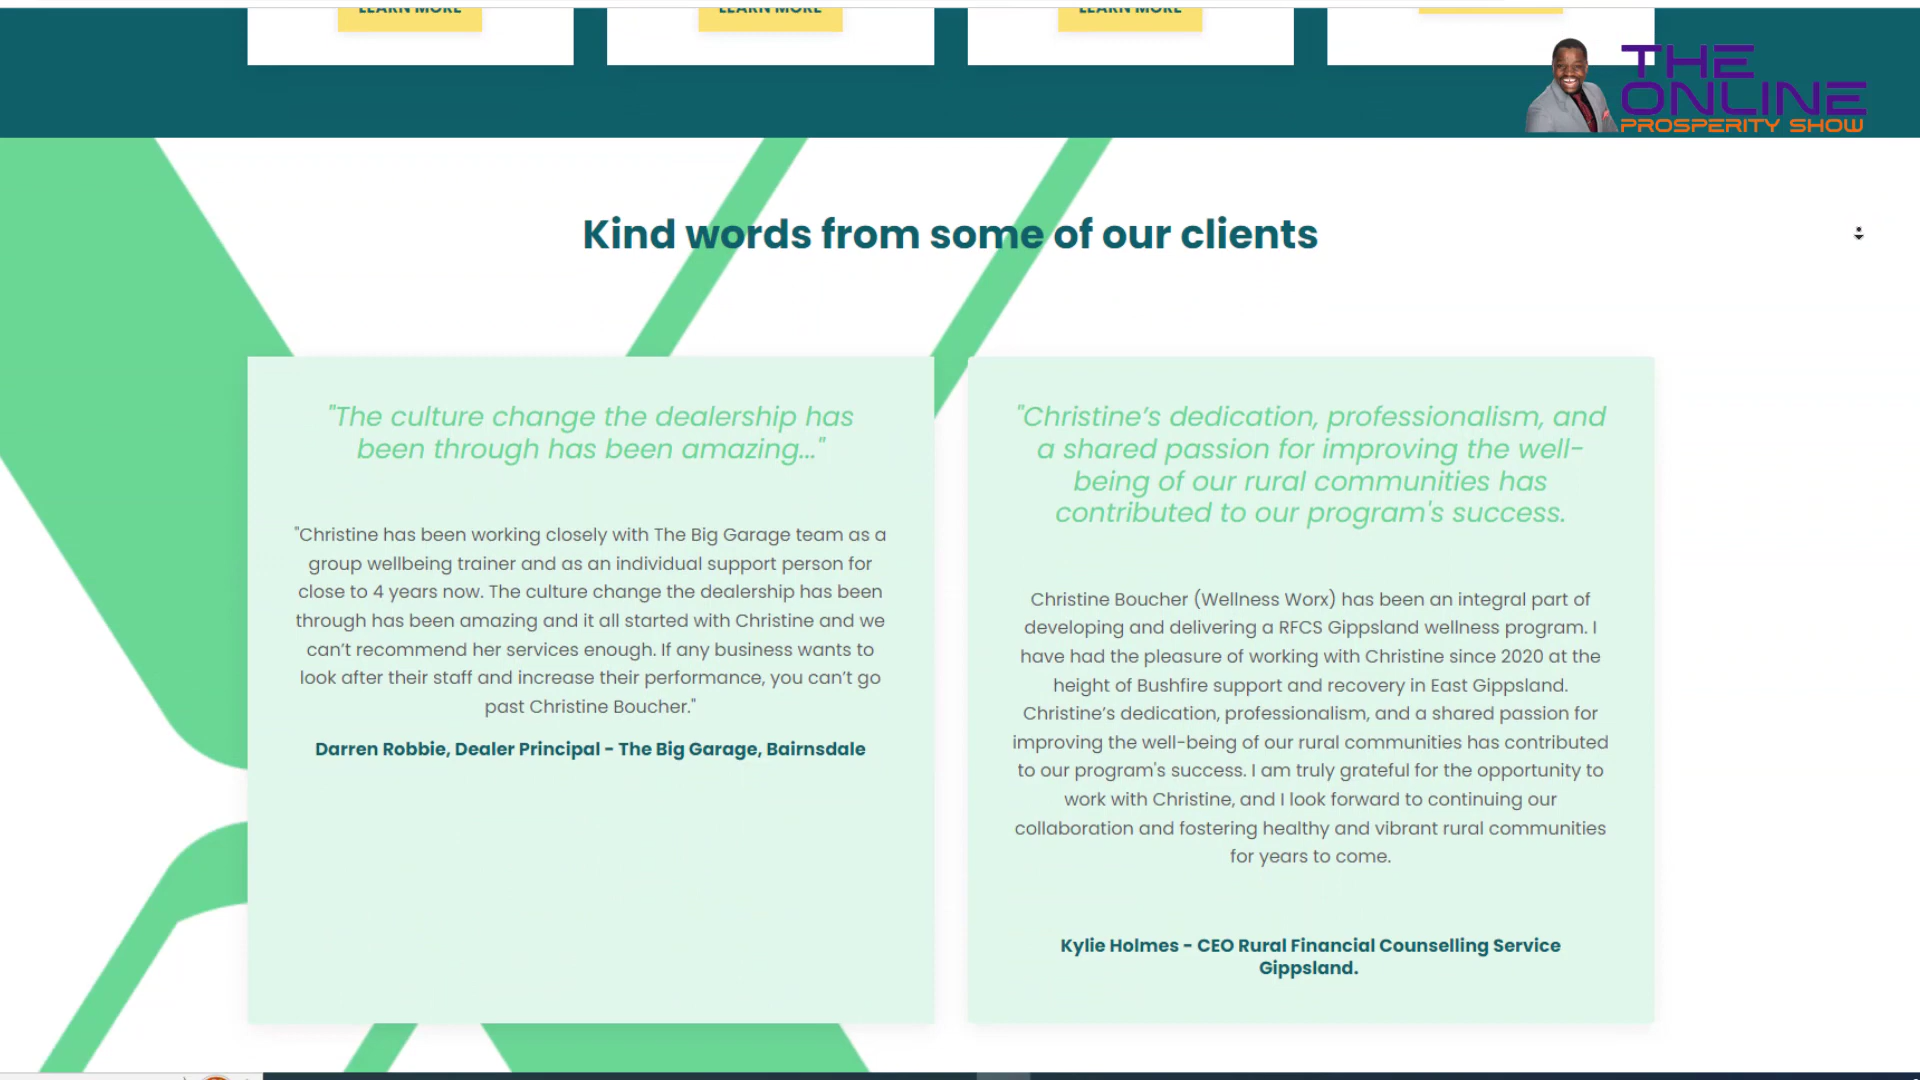 LEARN MORE
LEARN MORE
LEARN MORE
THE
ONLINE
PROSPERITY SHOW
Kind words from some of our clients
"The culture change the dealership has
been through has been amazing..."
"Christine has been working closely with The Big Garage team as a
group wellbeing trainer and as an individual support person for
close to 4 years now. The culture change the dealership has been
through has been amazing and it all started with Christine and we
can’t recommend her services enough. If any business wants to
look after their staff and increase their performance, you can’t go
past Christine Boucher."
Darren Robbie, Dealer Principal - The Big Garage, Bairnsdale
"Christine’s dedication, professionalism, and
a shared passion for improving the well-
being of our rural communities has
contributed to our program's success.
Christine Boucher (Wellness Worx) has been an integral part of
developing and delivering a RFCS Gippsland wellness program. I
have had the pleasure of working with Christine since 2020 at the
height of Bushfire support and recovery in East Gippsland.
Christine’s dedication, professionalism, and a shared passion for
improving the well-being of our rural communities has contributed
to our program's success. I am truly grateful for the opportunity to
work with Christine, and I look forward to continuing our
collaboration and fostering healthy and vibrant rural communities
for years to come.
Kylie Holmes - CEO Rural Financial Counselling Service
Gippsland.